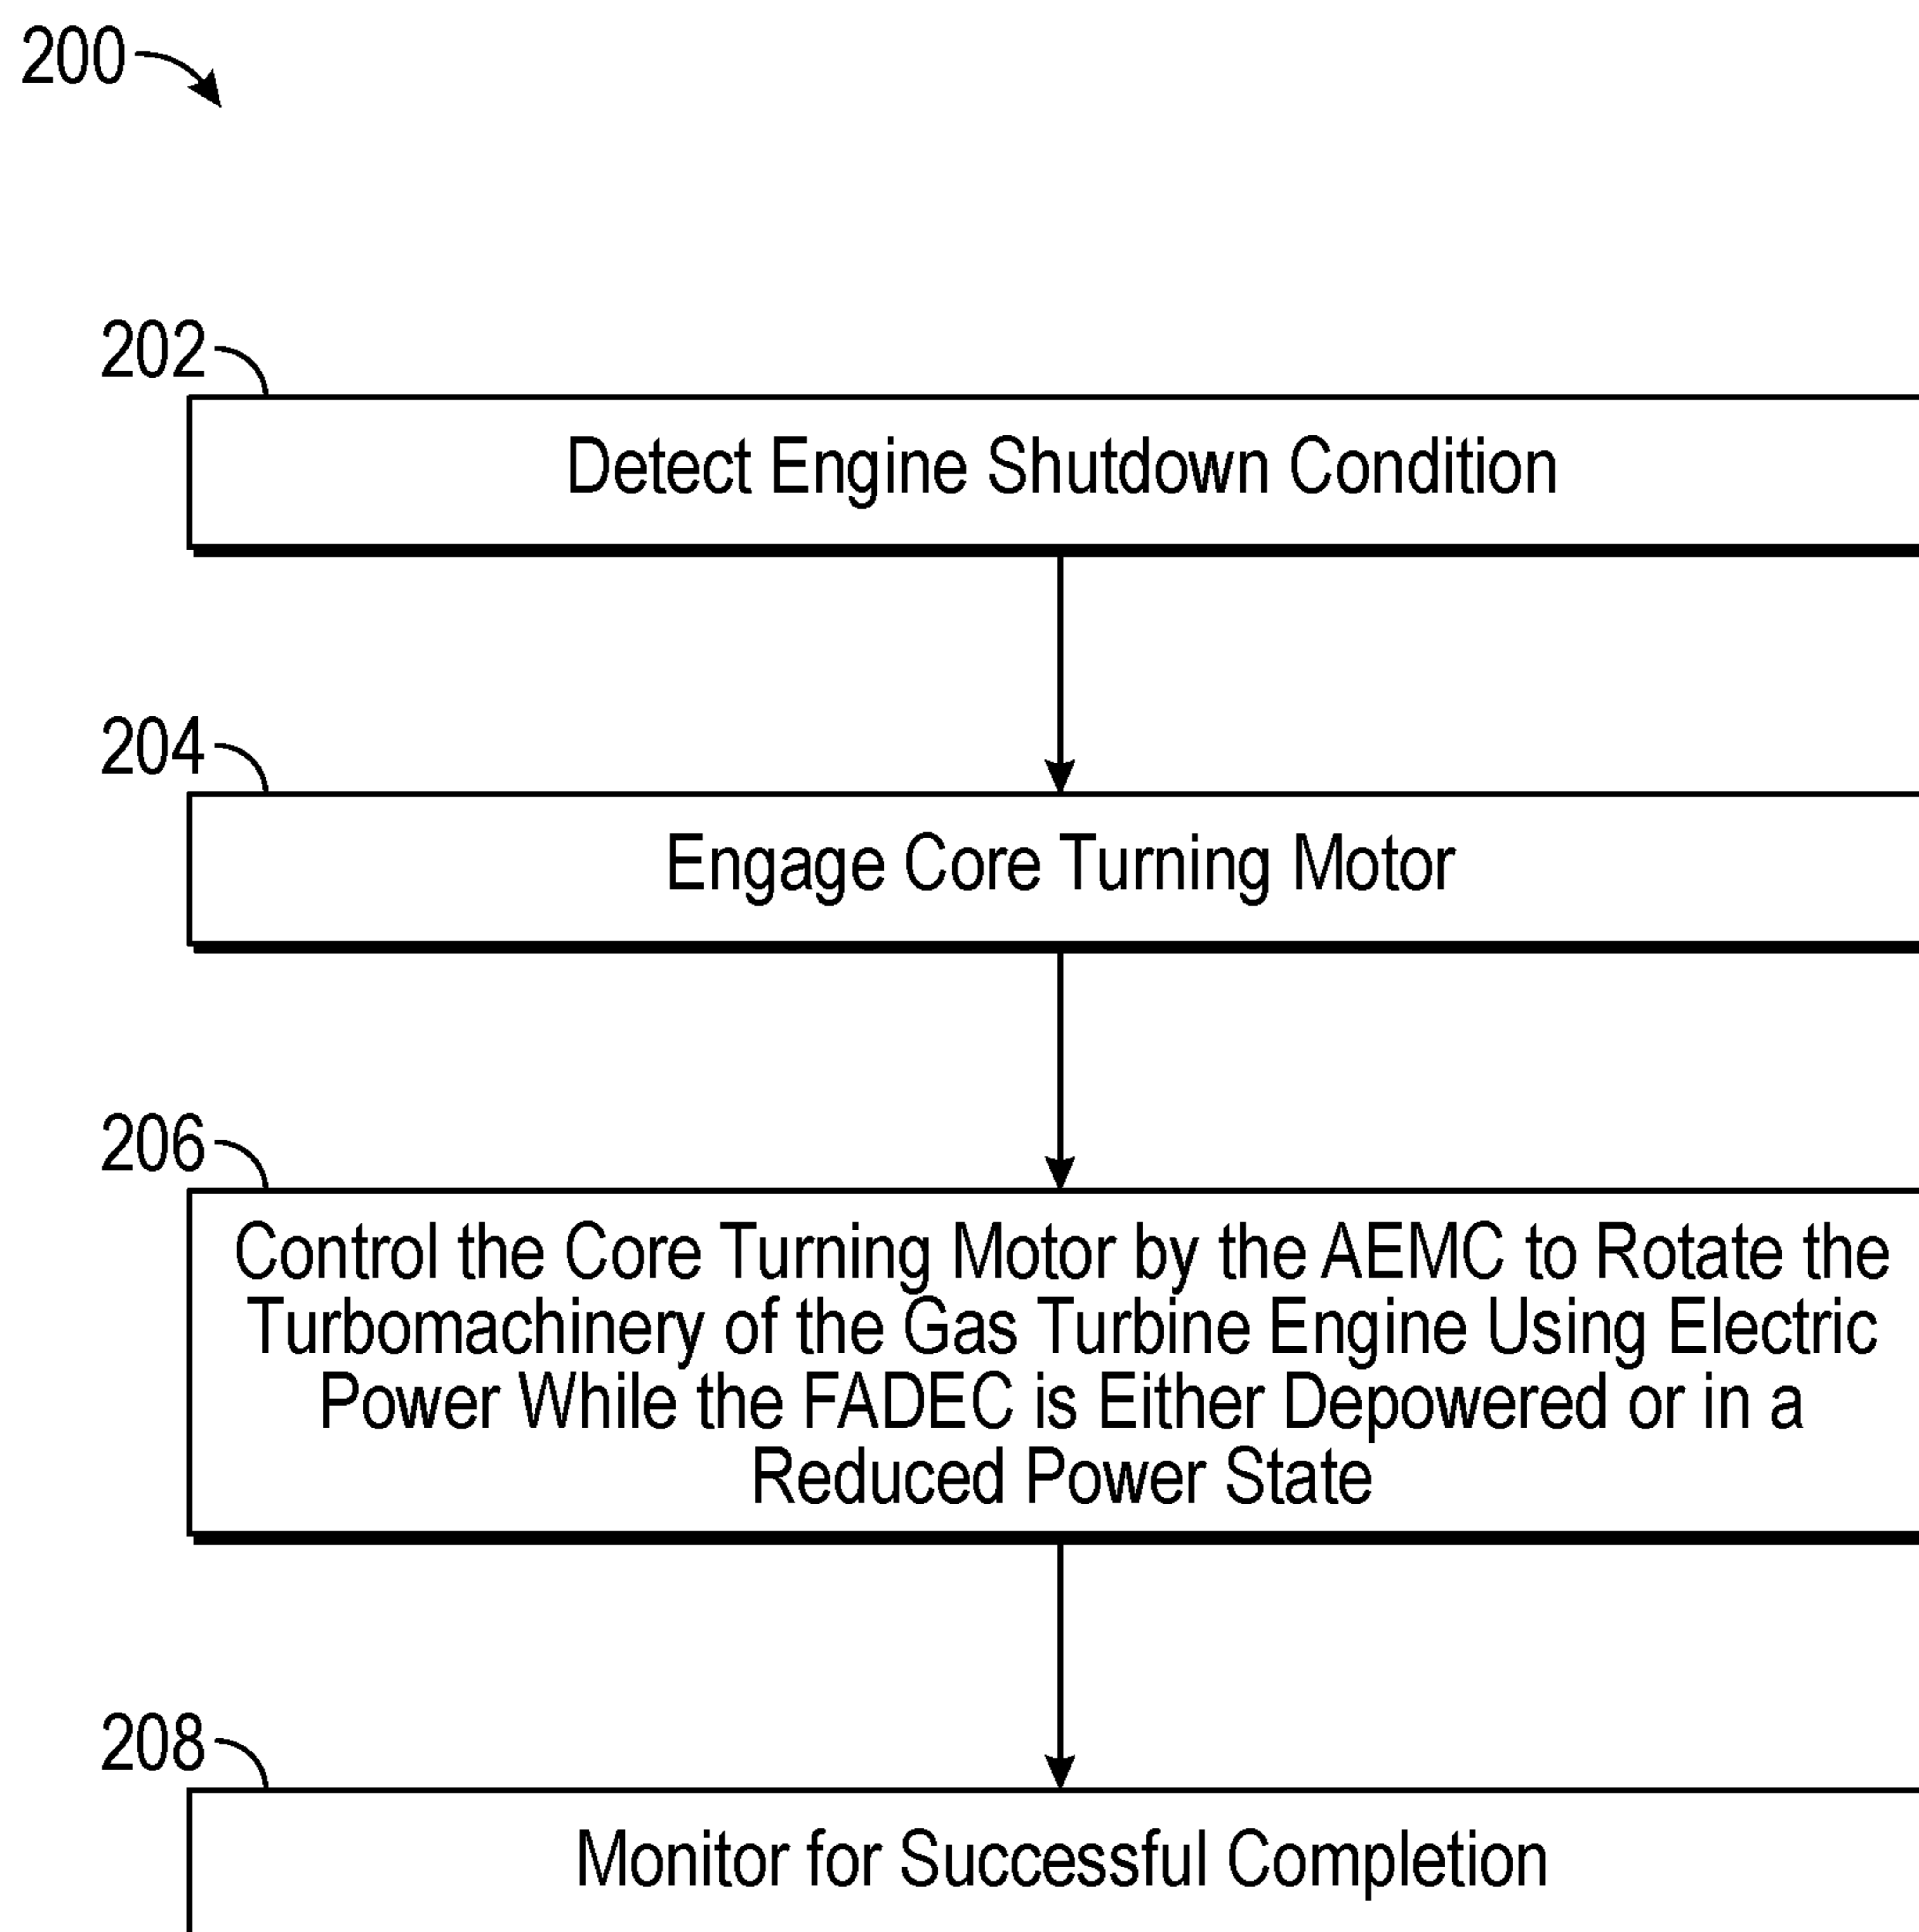 200
202
Detect Engine Shutdown Condition
204
Engage Core Turning Motor
206
Control the Core Turning Motor by the AEMC to Rotate the
Turbomachinery of the Gas Turbine Engine Using Electric
Power While the FADEC is Either Depowered or in a
Reduced Power State
208
Monitor for Successful Completion